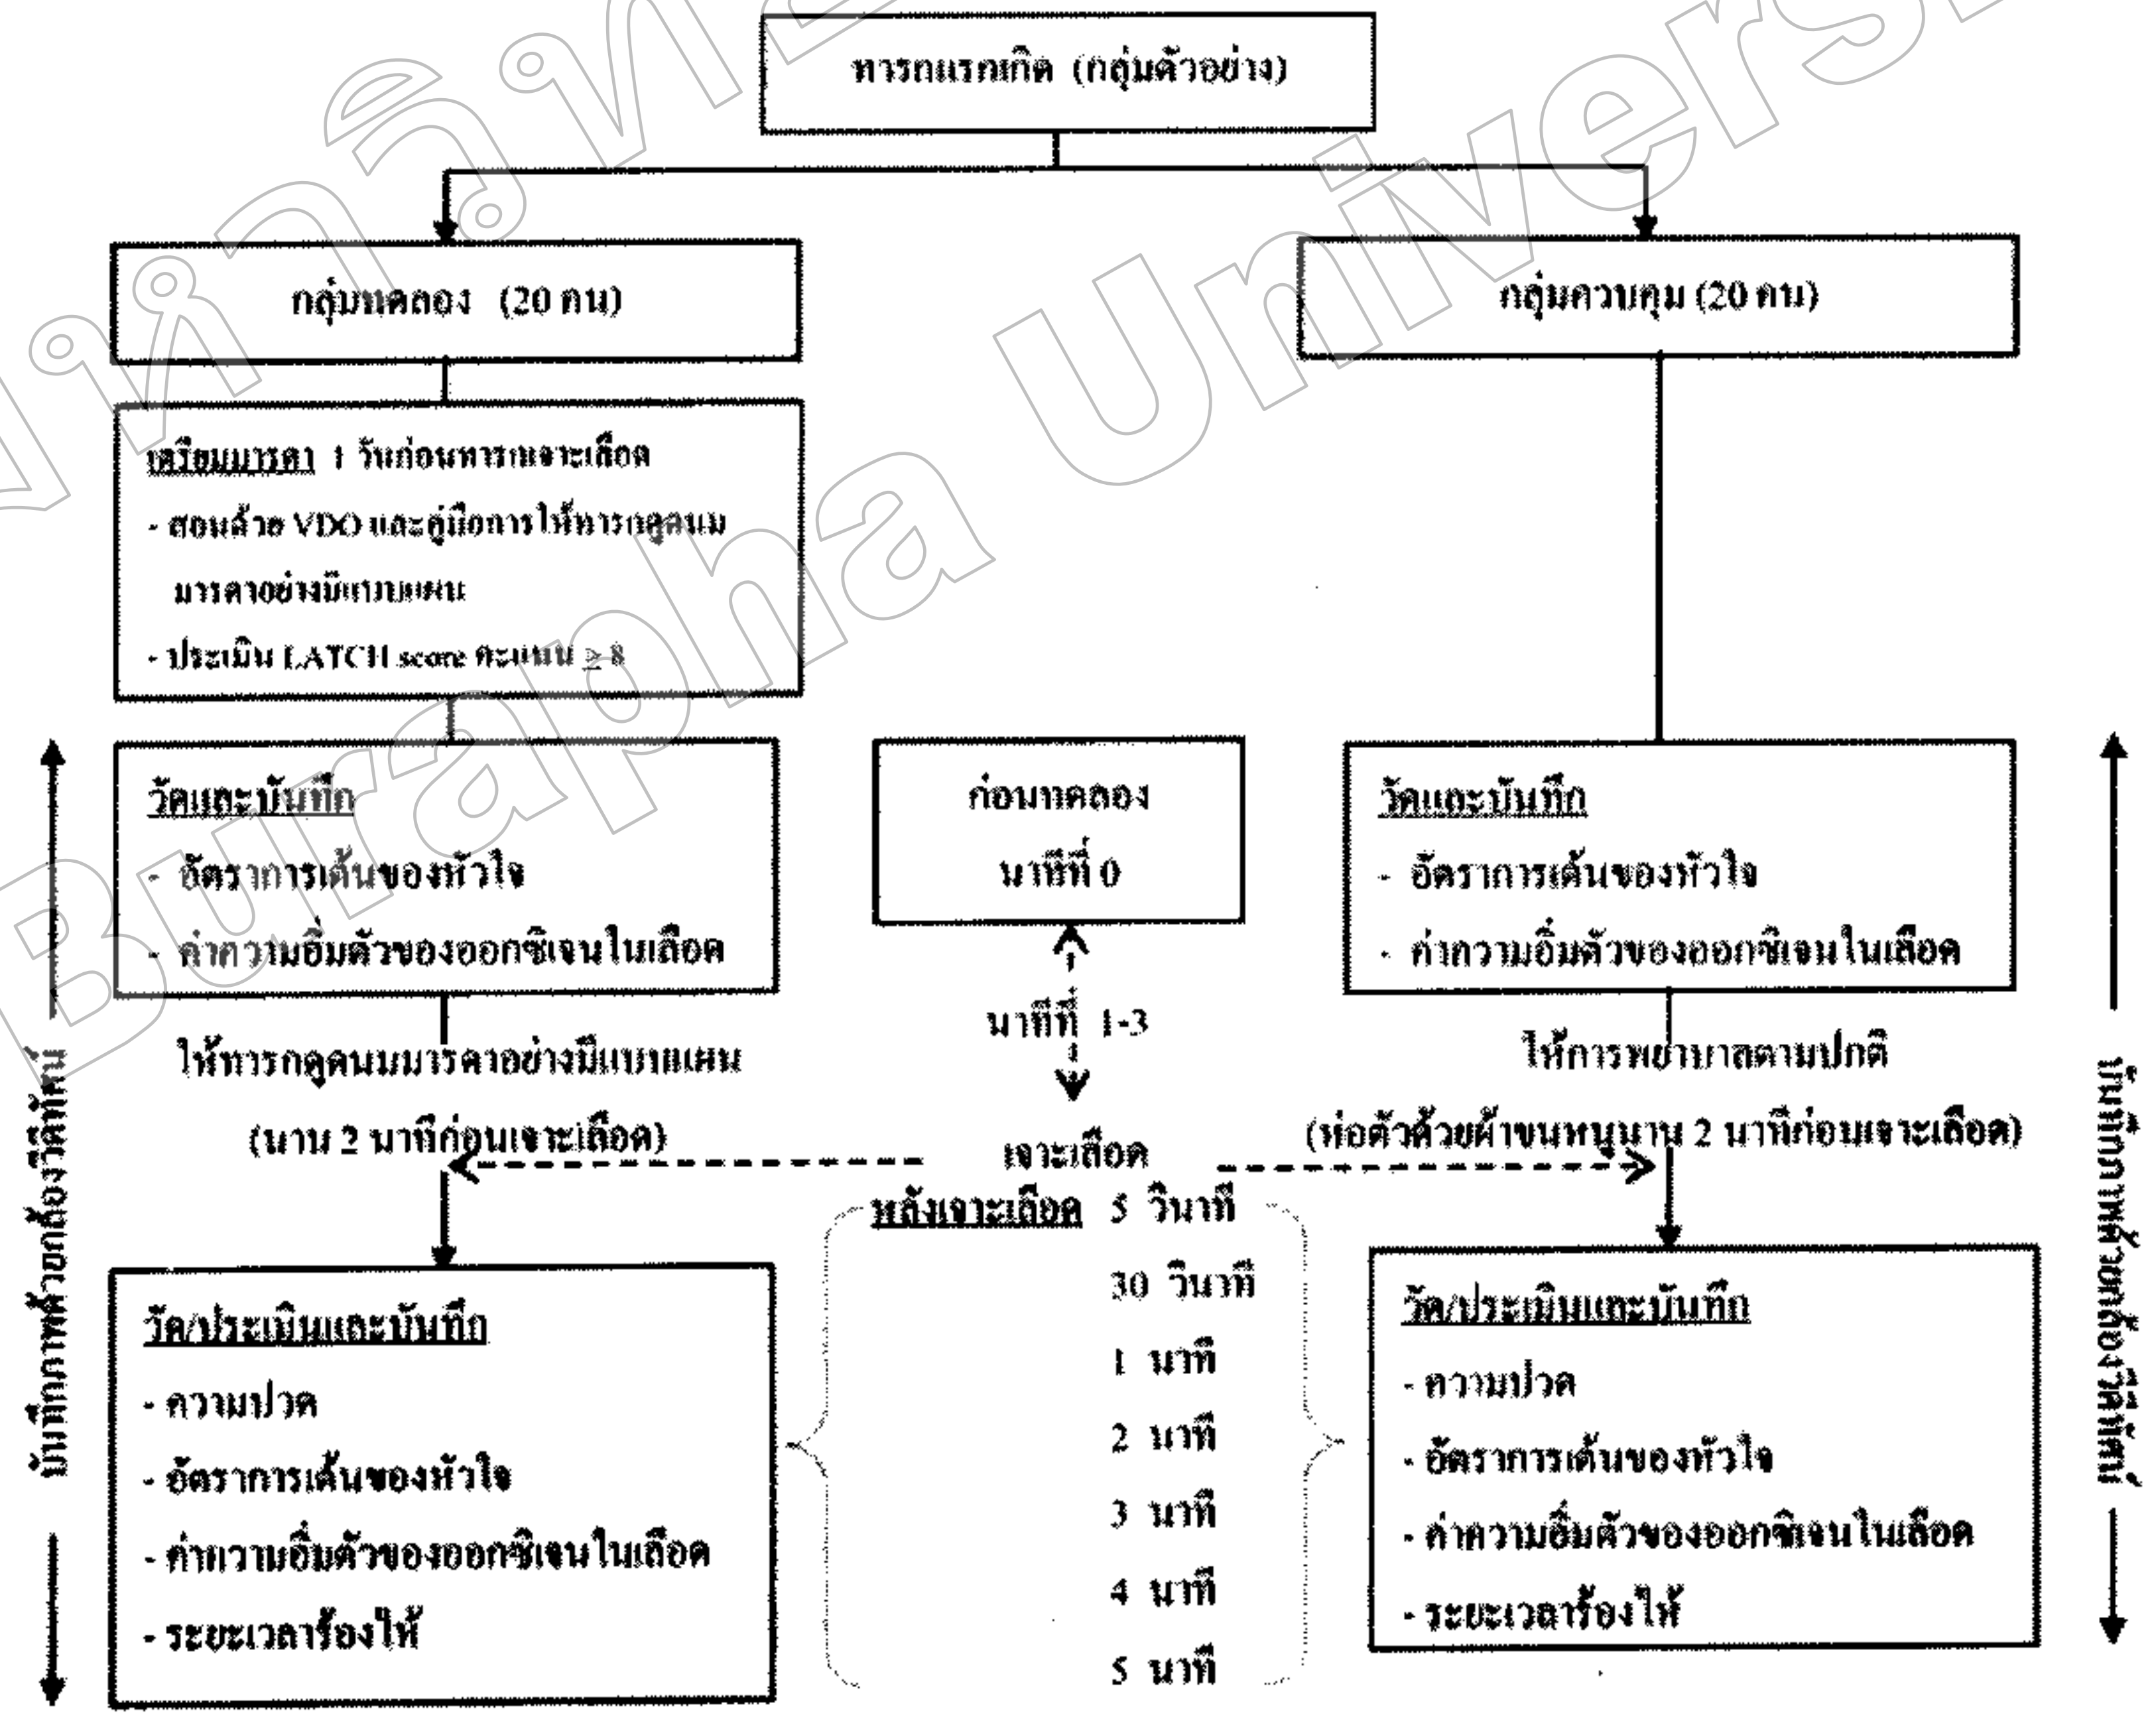 ทารกแรกเกิด (กลุ่มตัวอย่าง)
กลุ่มทดลอง (20 คน)
กลุ่มควบคุม (20 คน)
เตรียมมารดา 1 วันก่อนทารกเจาะเลือด
- สอนด้วย VDO และคู่มือการให้ทารกดูดนม
มารดาอย่างมีแบบแผน
- ประเมิน LATCH score คะแนน ≥ 8
วัดและบันทึก
- อัตราการเต้นของหัวใจ
- ค่าความอิ่มตัวของออกซิเจนในเลือด
ก่อนทดลอง
นาทีที่ 0
วัดและบันทึก
- อัตราการเต้นของหัวใจ
- ค่าความอิ่มตัวของออกซิเจนในเลือด
นาทีที่ 1-3
ให้ทารกดูดนมมารดาอย่างมีแบบแผน
(นาน 2 นาทีก่อนเจาะเลือด)
เจาะเลือด
ให้การพยาบาลตามปกติ
(ห่อตัวด้วยผ้าขนหนูนาน 2 นาทีก่อนเจาะเลือด)
หลังเจาะเลือด 5 วินาที
30 วินาที
1 นาที
2 นาที
3 นาที
4 นาที
5 นาที
วัด/ประเมินและบันทึก
- ความปวด
- อัตราการเต้นของหัวใจ
- ค่าความอิ่มตัวของออกซิเจนในเลือด
- ระยะเวลาร้องไห้
วัด/ประเมินและบันทึก
- ความปวด
- อัตราการเต้นของหัวใจ
- ค่าความอิ่มตัวของออกซิเจนในเลือด
- ระยะเวลาร้องไห้
บันทึกภาพด้วยกล้องวีดีทัศน์
บันทึกภาพด้วยกล้องวีดีทัศน์
Burapha Univers